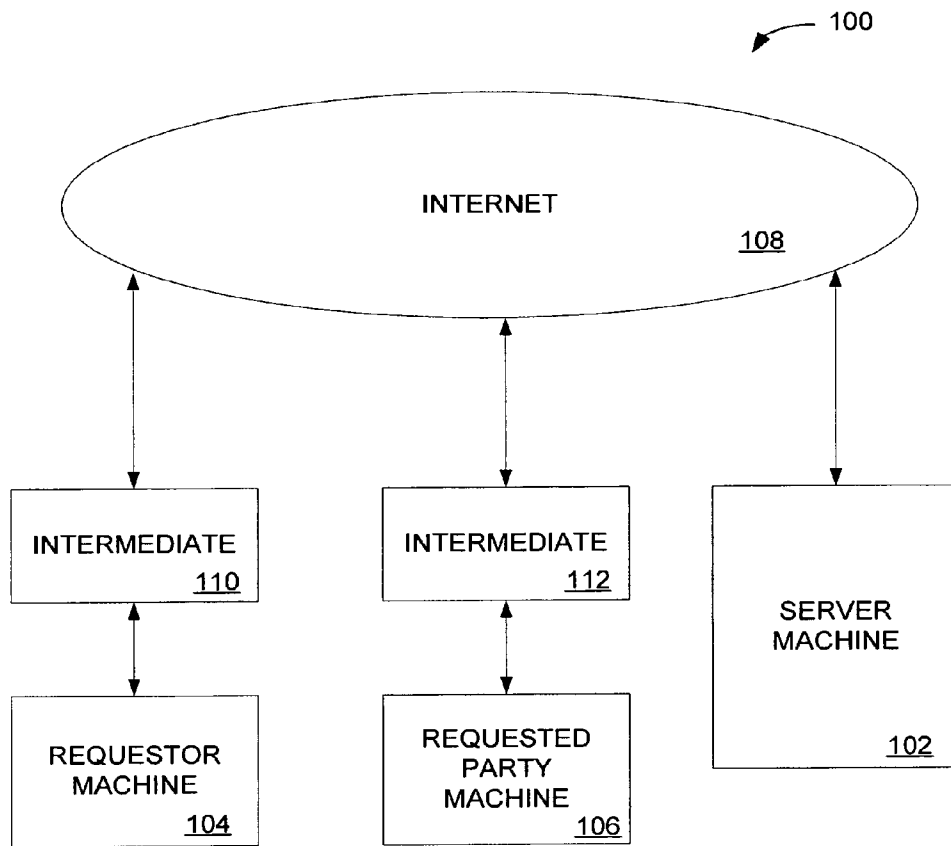 100
INTERNET
108
INTERMEDIATE
110
INTERMEDIATE
112
SERVER
MACHINE
102
REQUESTOR
MACHINE
104
REQUESTED
PARTY
MACHINE
106